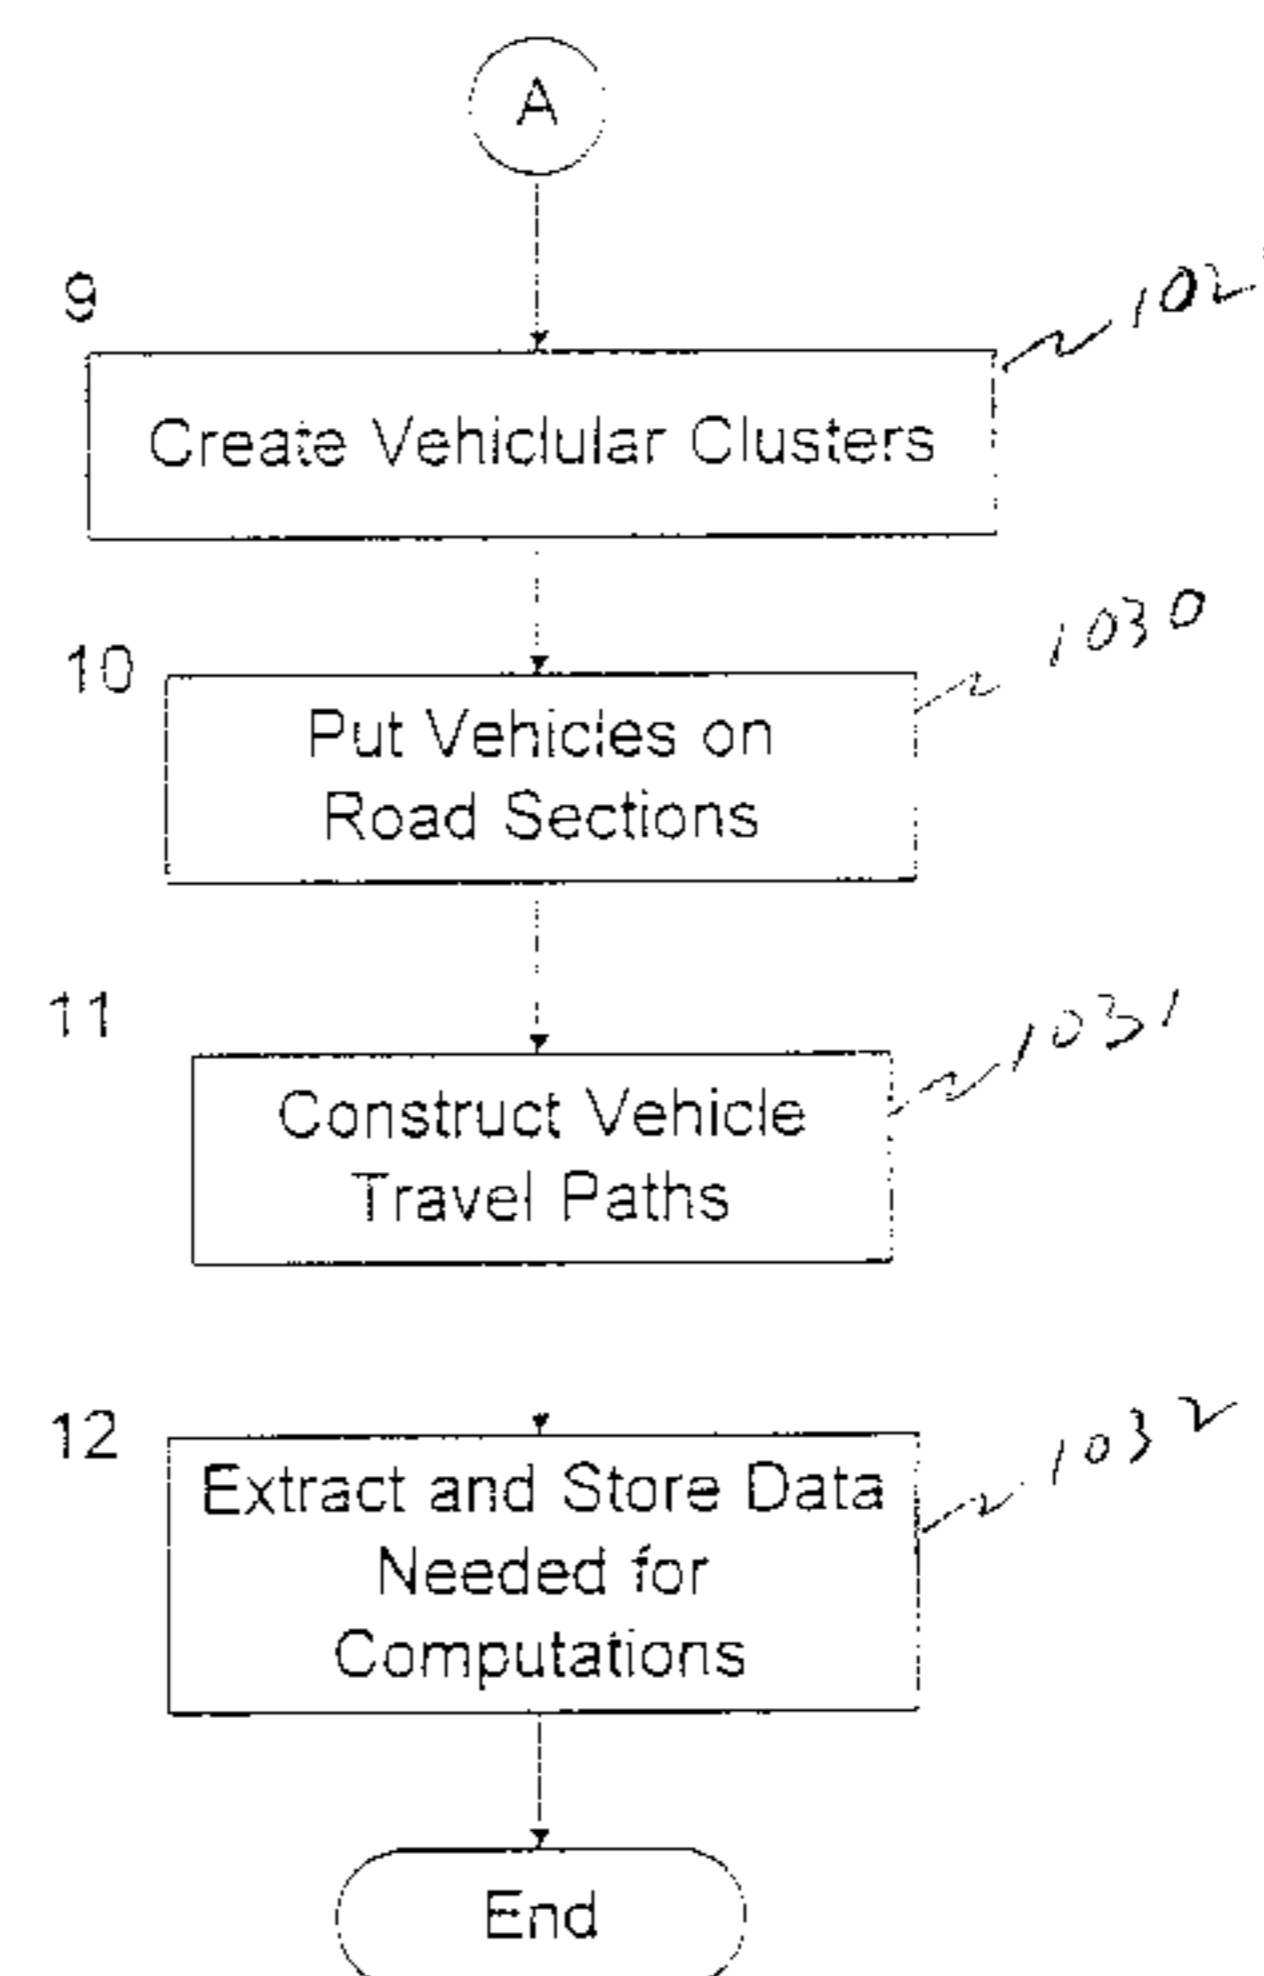 A
9
Create Vehiclular Clusters
10
1030
Put Vehicles on
Road Sections
11
1031
Construct Vehicle
Travel Paths
12
1032
Extract and Store Data
Needed for
Computations
End